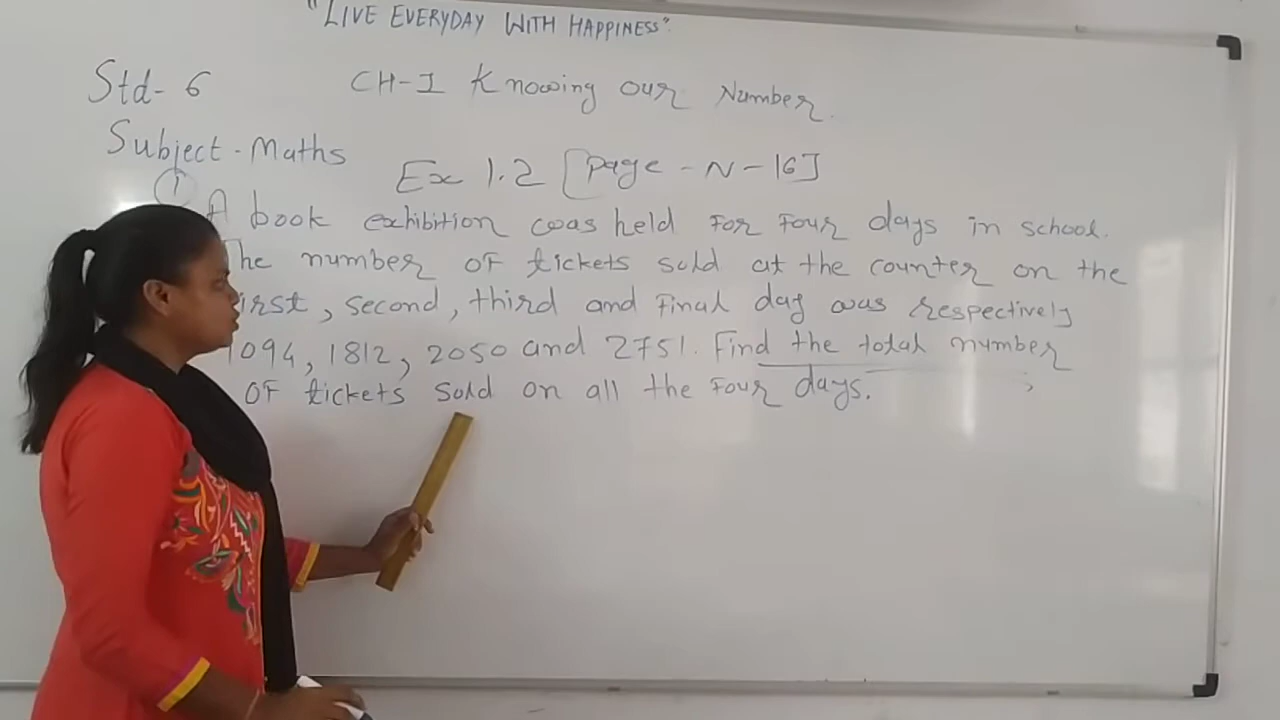 "LIVE EVERYDAY WITH HAPPINESS"
Std- 6 CH-I Knowing our Number.
Subject - Maths
Ex 1.2 [Page - N - 16]
① A book exhibition was held for four days in school.
The number of tickets sold at the counter on the
irst, second, third and final day was respectively
1094, 1812, 2050 and 2751. Find the total number
of tickets sold on all the four days.